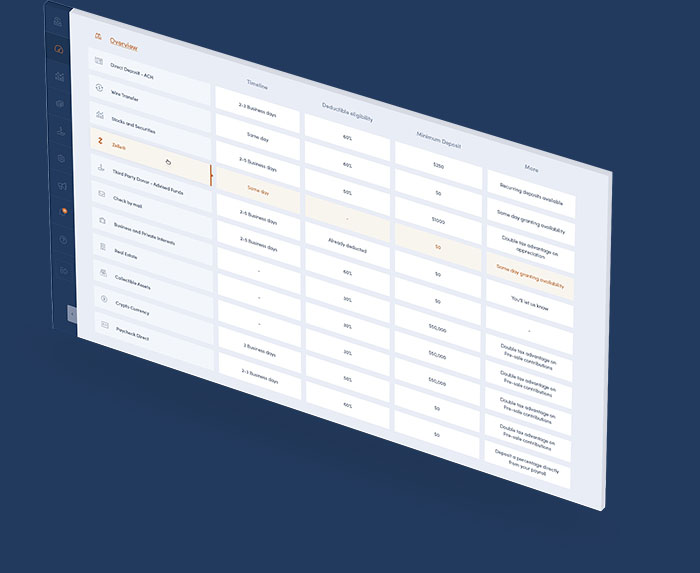 Overview
Timeline
Deductible eligibility
Minimum Deposit
More
Direct Deposit - ACH
2-3 Business days
60%
$250
Recurring deposits available
Wire Transfer
Same day
60%
$0
Same day granting availability
Stocks and Securities
3-5 Business days
50%
$1000
Double tax advantage on
appreciation
Zelle®
Same day
-
$0
Same day granting availability
Third Party Donor - Advised Funds
2-5 Business days
Already deducted
$0
You'll let us know
Check by mail
2-5 Business days
60%
$0
-
Business and Private Interests
-
30%
$50,000
Double tax advantage on
Pre-sale contributions
Real Estate
-
30%
$50,000
Double tax advantage on
Pre-sale contributions
Collectible Assets
-
30%
$50,000
Double tax advantage on
Pre-sale contributions
Crypto Currency
2 Business days
50%
$0
Double tax advantage on
Pre-sale contributions
Paycheck Direct
2-3 Business days
60%
$0
Deposit a percentage directly
from your payroll